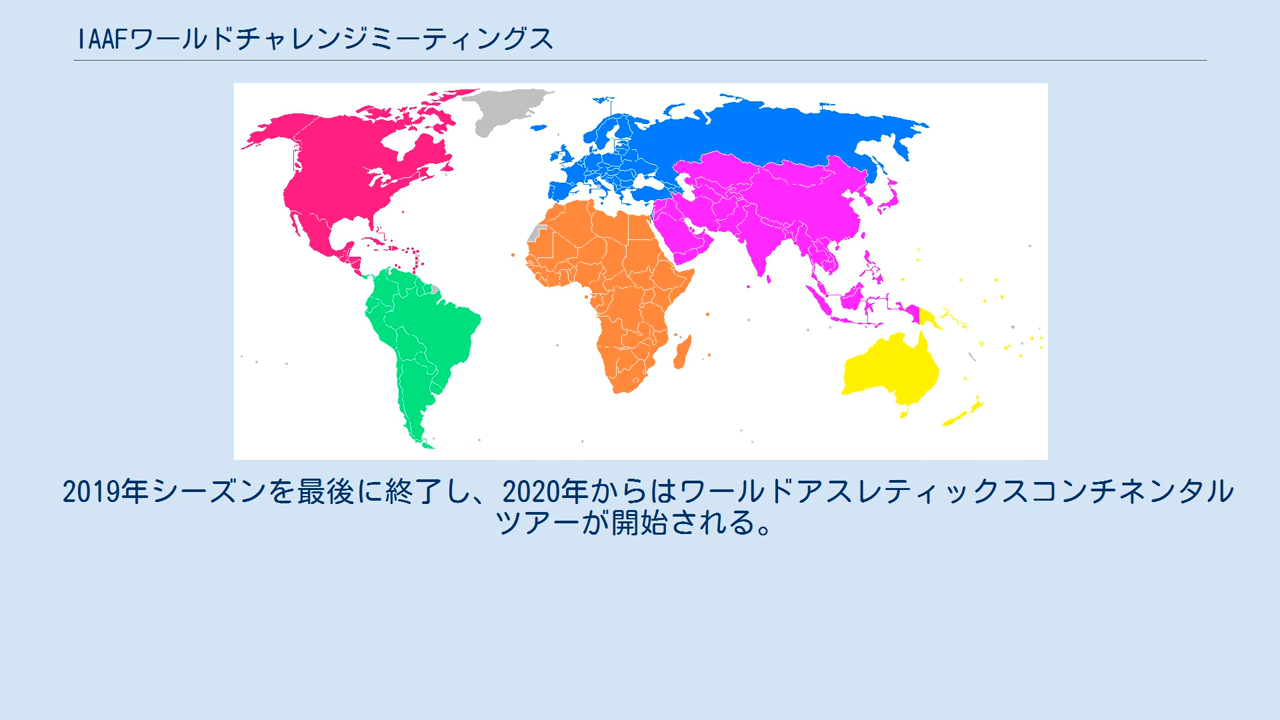 IAAFワールドチャレンジミーティングス
2019年シーズンを最後に終了し、2020年からはワールドアスレティックスコンチネンタル
ツアーが開始される。